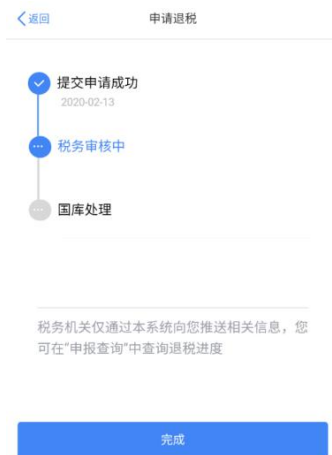 返回
申请退税
提交申请成功
2020-02-13
税务审核中
国库处理
税务机关仅通过本系统向您推送相关信息，您
可在“申报查询”中查询退税进度
完成